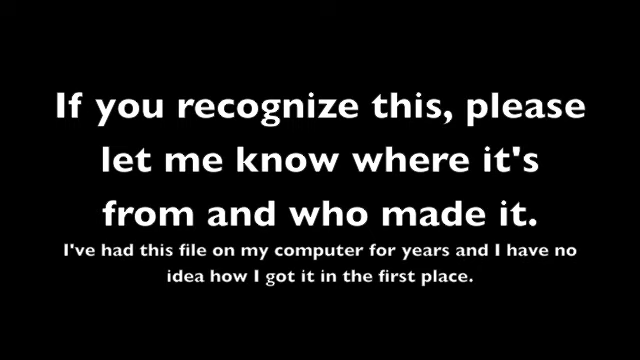 If you recognize this, please
let me know where it's
from and who made it.
I've had this file on my computer for years and I have no
idea how I got it in the first place.